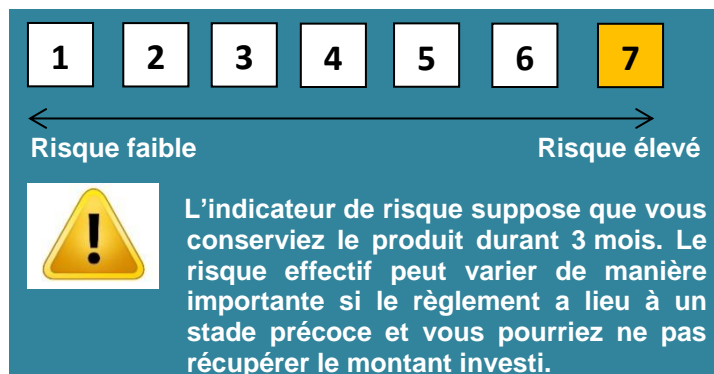 1 2 3 4 5 6 7
Risque faible Risque élevé
L'indicateur de risque suppose que vous
conserviez le produit durant 3 mois. Le
risque effectif peut varier de manière
importante si le règlement a lieu à un
stade précoce et vous pourriez ne pas
récupérer le montant investi.